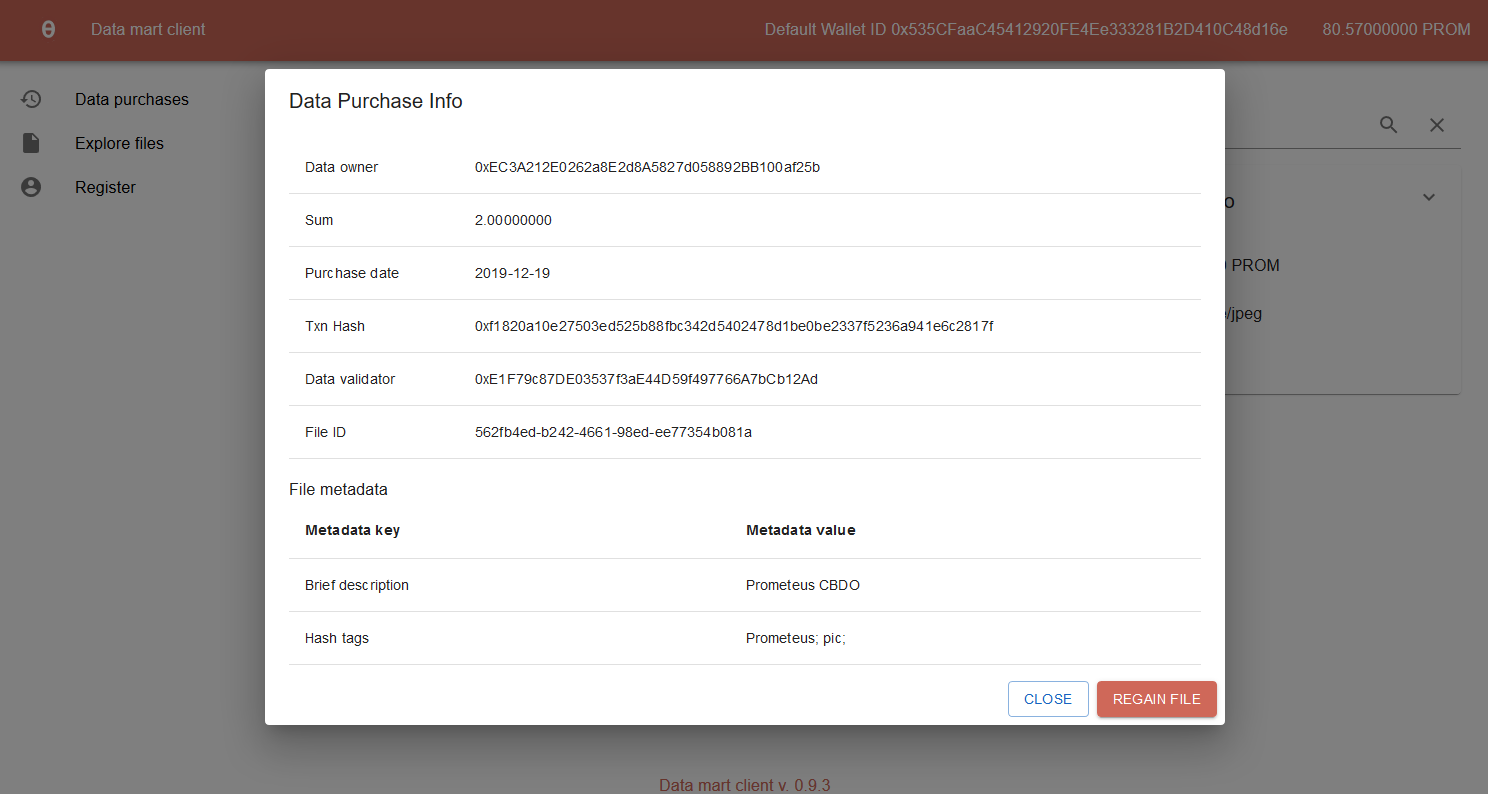 Data mart client Default Wallet ID 0x535CFaaC45412920FE4Ee333281B2D410C48d16e 80.57000000 PROM
Data purchases
Explore files
Register
Data Purchase Info
Data owner 0xEC3A212E0262a8E2d8A5827d058892BB100af25b
Sum 2.00000000
Purchase date 2019-12-19
Txn Hash 0xf1820a10e27503ed525b88fbc342d5402478d1be0be2337f5236a941e6c2817f
Data validator 0xE1F79c87DE03537f3aE44D59f497766A7bCb12Ad
File ID 562fb4ed-b242-4661-98ed-ee77354b081a
File metadata
Metadata key Metadata value
Brief description Prometeus CBDO
Hash tags Prometeus; pic;
CLOSE REGAIN FILE
PROM
/jpeg
Data mart client v. 0.9.3